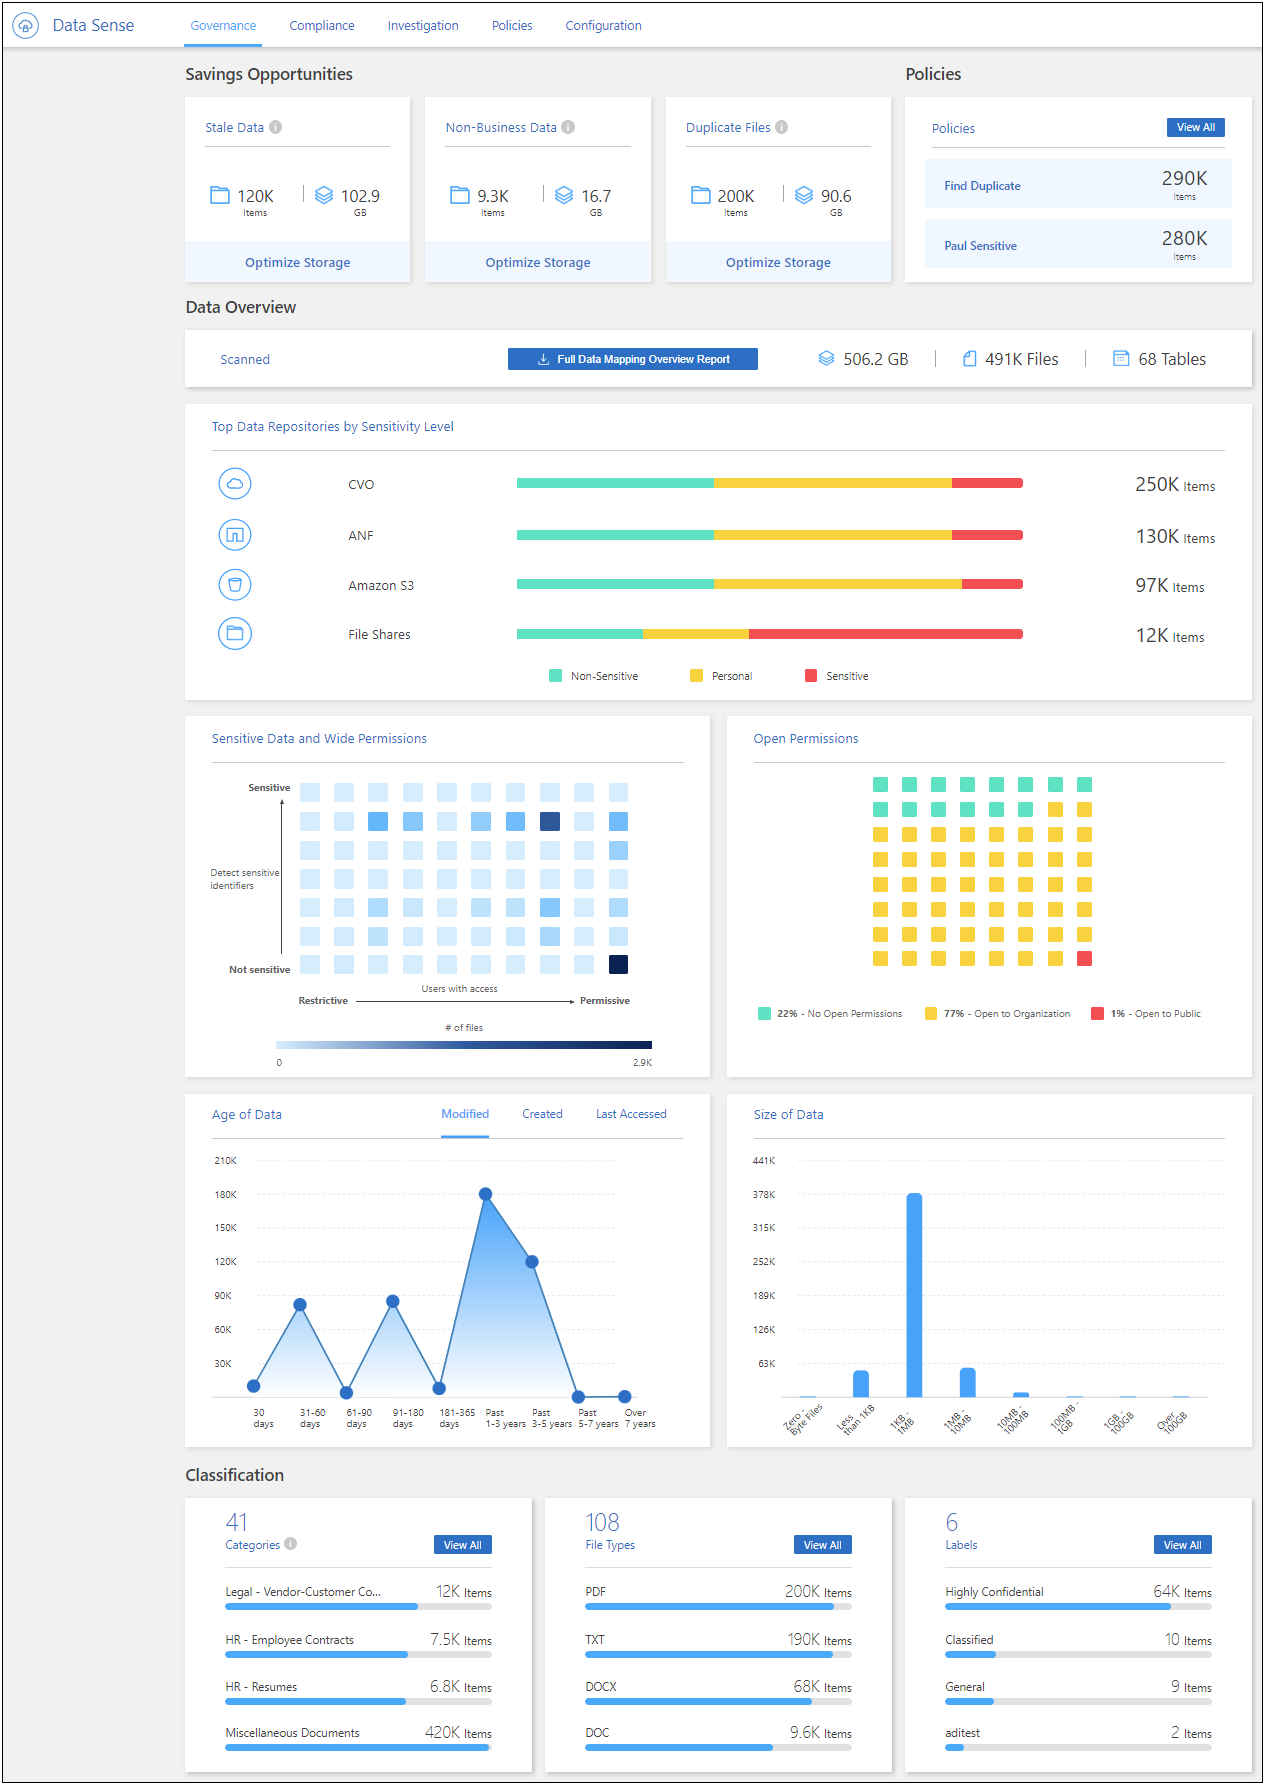 Data Sense
Governance Compliance Investigation Policies Configuration
Savings Opportunities
Policies
Stale Data i
120K Items
102.9 GB
Optimize Storage
Non-Business Data i
9.3K Items
16.7 GB
Optimize Storage
Duplicate Files i
200K Items
90.6 GB
Optimize Storage
Policies View All
Find Duplicate 290K Items
Paul Sensitive 280K Items
Data Overview
Scanned Full Data Mapping Overview Report 506.2 GB 491K Files 68 Tables
Top Data Repositories by Sensitivity Level
CVO 250K Items
ANF 130K Items
Amazon S3 97K Items
File Shares 12K Items
Non-Sensitive Personal Sensitive
Sensitive Data and Wide Permissions
Sensitive
Detect sensitive
identifiers
Not sensitive
Users with access
Restrictive Permissive
# of files
0 2.9K
Open Permissions
22% - No Open Permissions 77% - Open to Organization 1% - Open to Public
Age of Data Modified Created Last Accessed
210K
180K
150K
120K
90K
60K
30K
30 days
31-60 days
61-90 days
91-180 days
181-365 days
Past 1-3 years
Past 3-5 years
Past 5-7 years
Over 7 years
Size of Data
441K
378K
315K
252K
189K
126K
63K
Zero - Byte Files
Less than 1KB
1KB - 1MB
1MB - 10MB
10MB - 100MB
100MB - 1GB
1GB - 100GB
Over 100GB
Classification
41
Categories i View All
Legal - Vendor-Customer Co... 12K Items
HR - Employee Contracts 7.5K Items
HR - Resumes 6.8K Items
Miscellaneous Documents 420K Items
108
File Types View All
PDF 200K Items
TXT 190K Items
DOCX 68K Items
DOC 9.6K Items
6
Labels View All
Highly Confidential 64K Items
Classified 10 Items
General 9 Items
aditest 2 Items